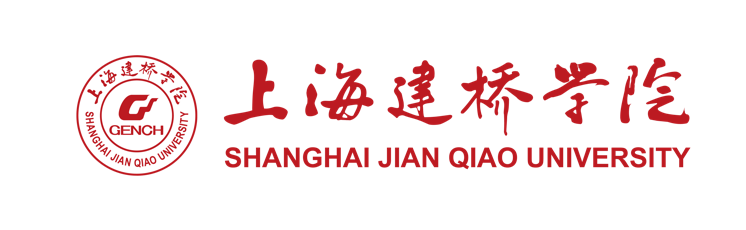 上海建桥学院
GENCH
SHANGHAI JIAN QIAO UNIVERSITY
上海建桥学院
SHANGHAI JIAN QIAO UNIVERSITY